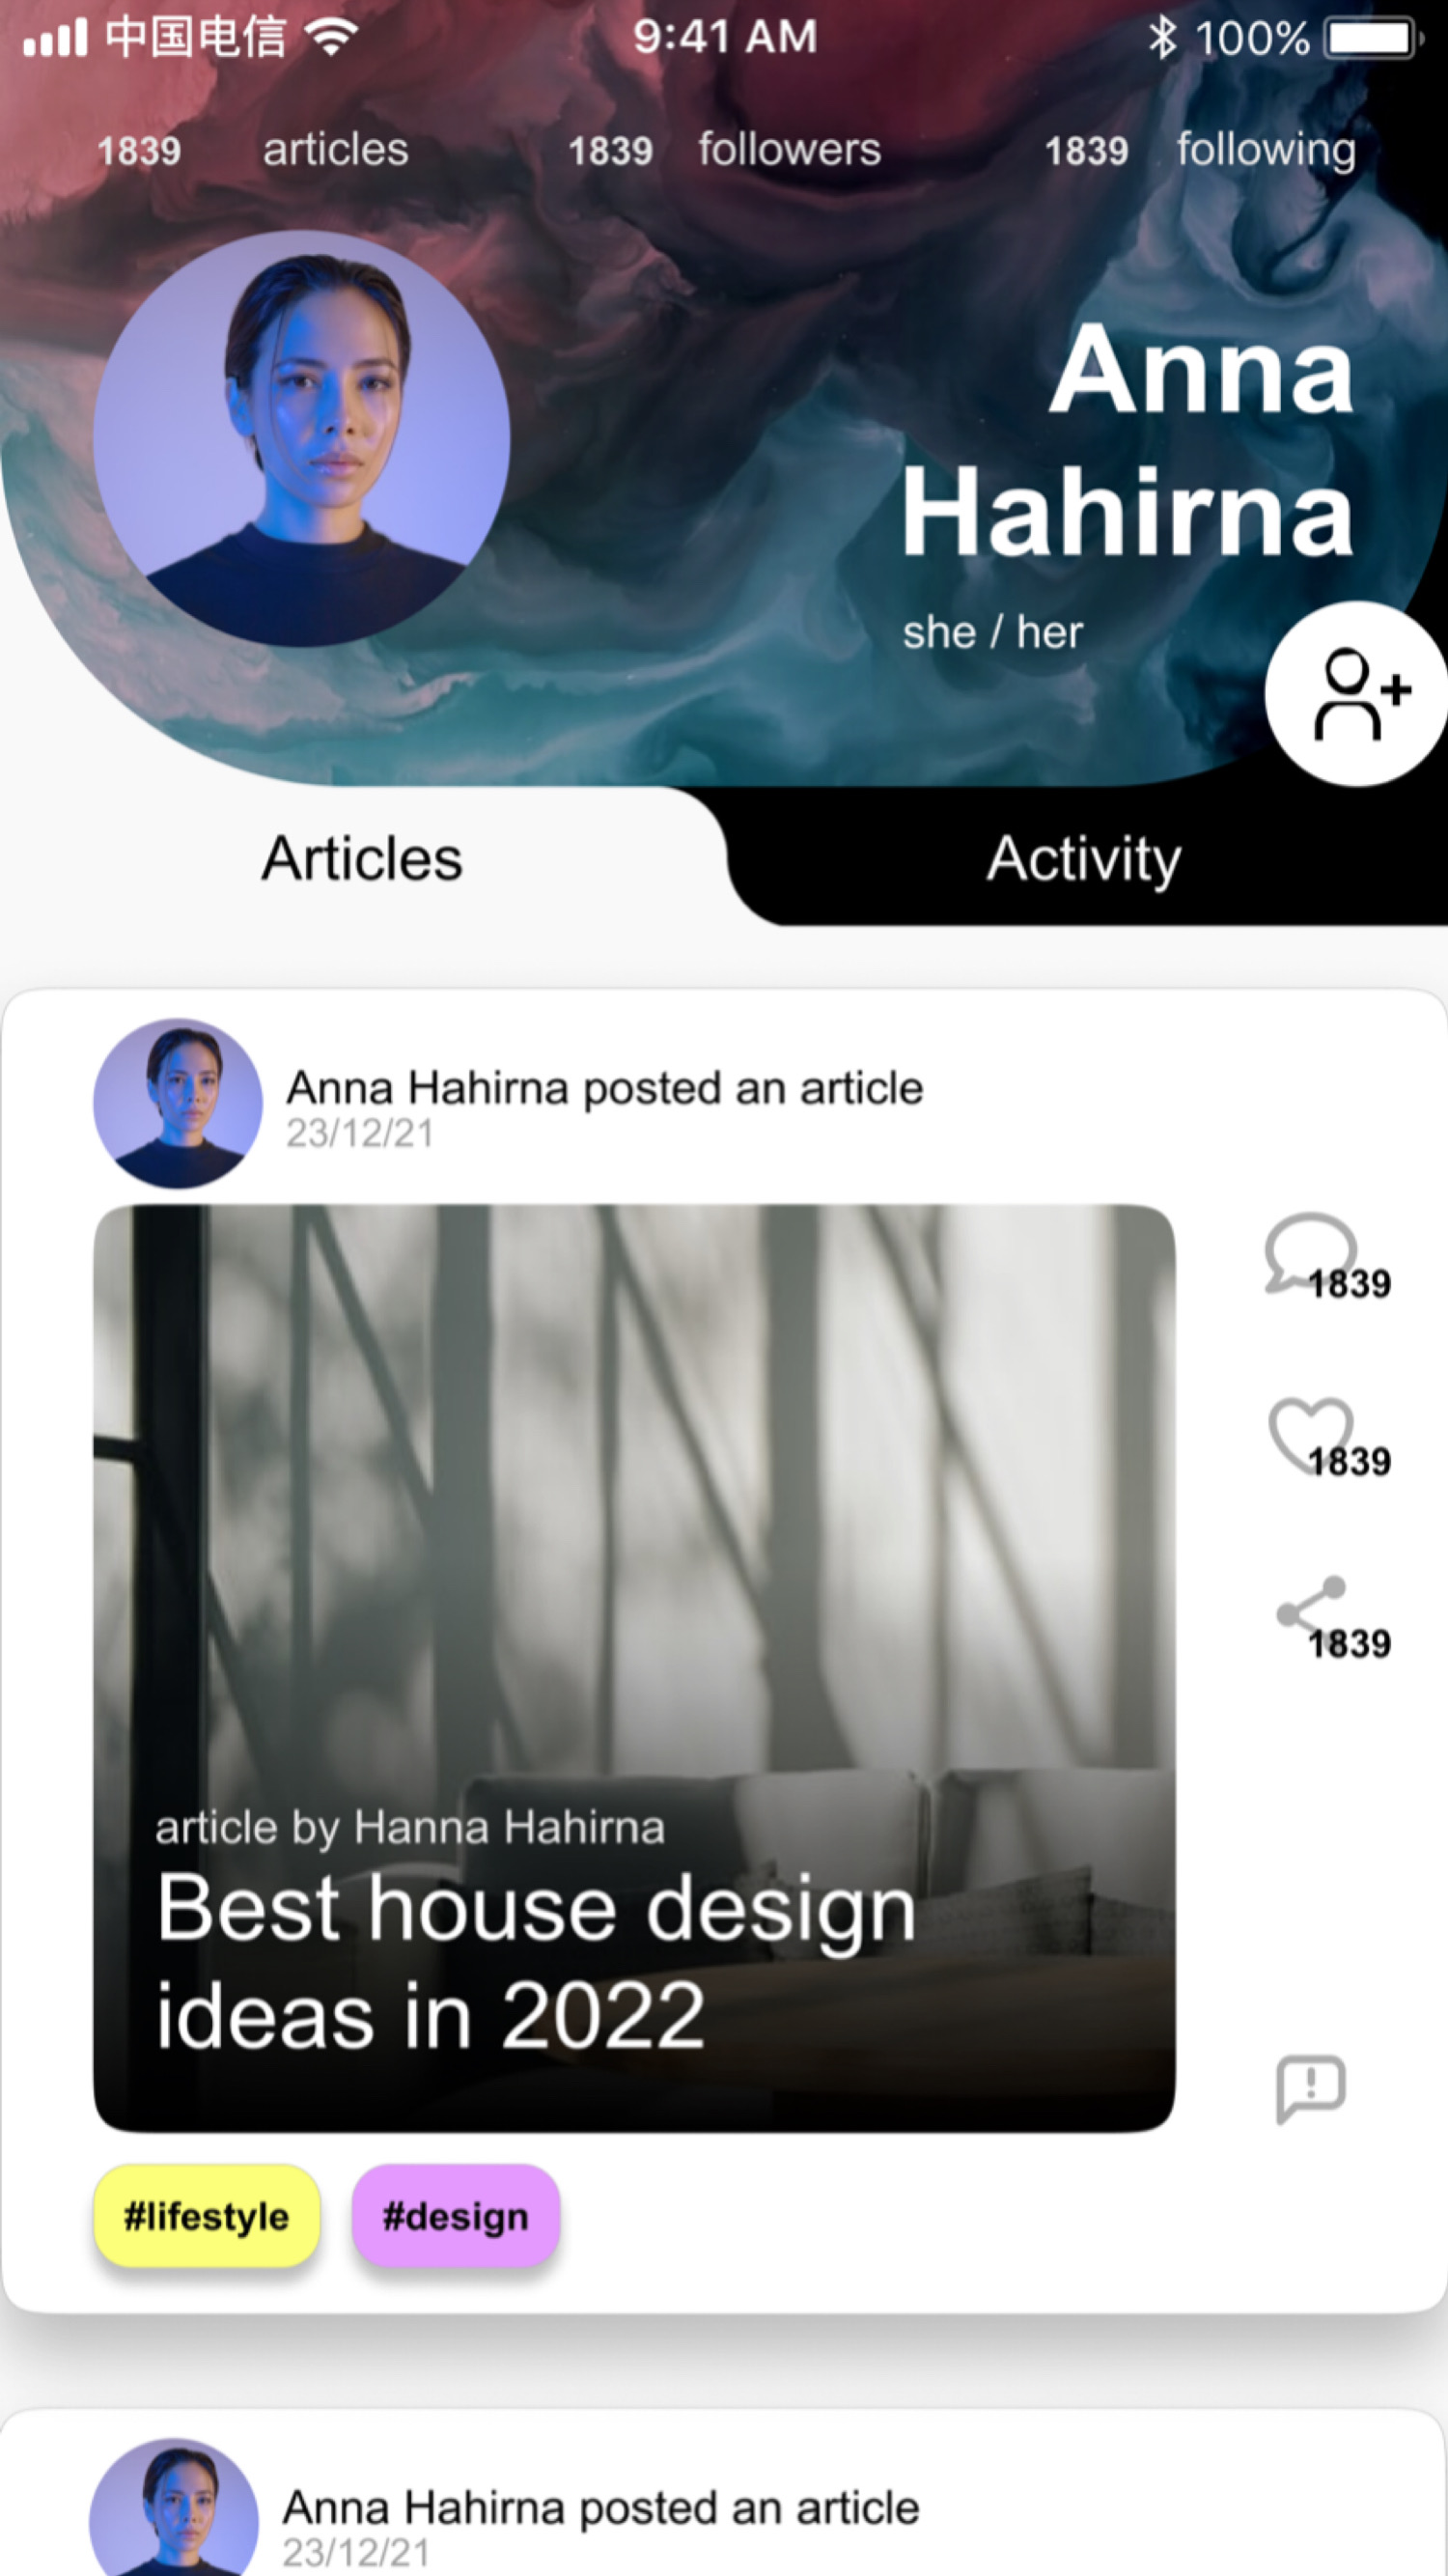 中国电信 9:41 AM 100%
1839 articles 1839 followers 1839 following
Anna
Hahirna
she / her
Articles Activity
Anna Hahirna posted an article
23/12/21
1839
1839
1839
article by Hanna Hahirna
Best house design
ideas in 2022
#lifestyle #design
Anna Hahirna posted an article
23/12/21